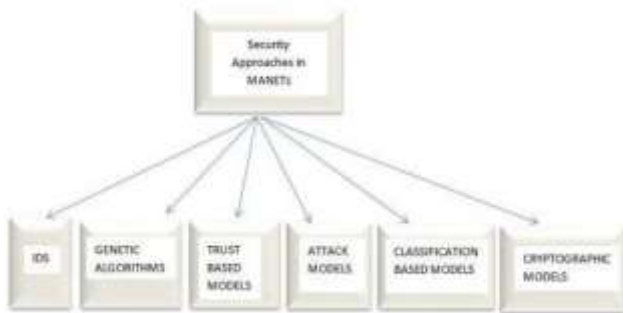 Security
Approaches in
MANETs
IDS
GENETIC
ALGORITHMS
TRUST
BASED
MODELS
ATTACK
MODELS
CLASSIFICATION
BASED MODELS
CRYPTOGRAPHIC
MODELS